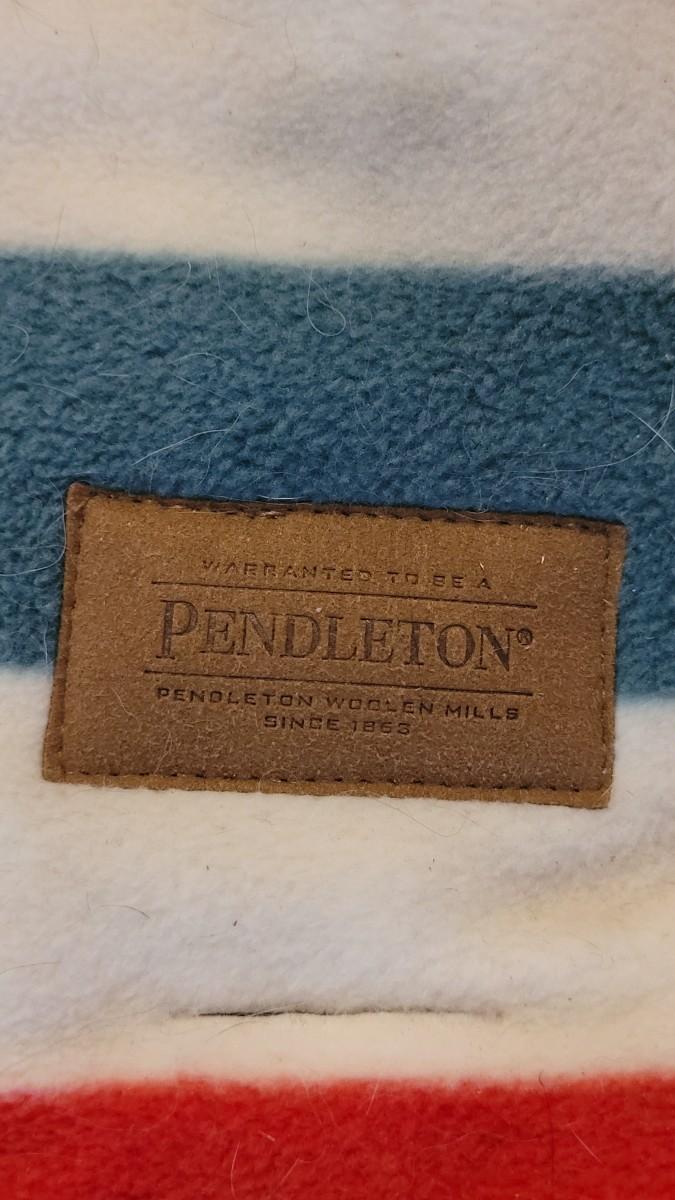 WARRANTED TO BE A
PENDLETON®
PENDLETON WOOLEN MILLS
SINCE 1863